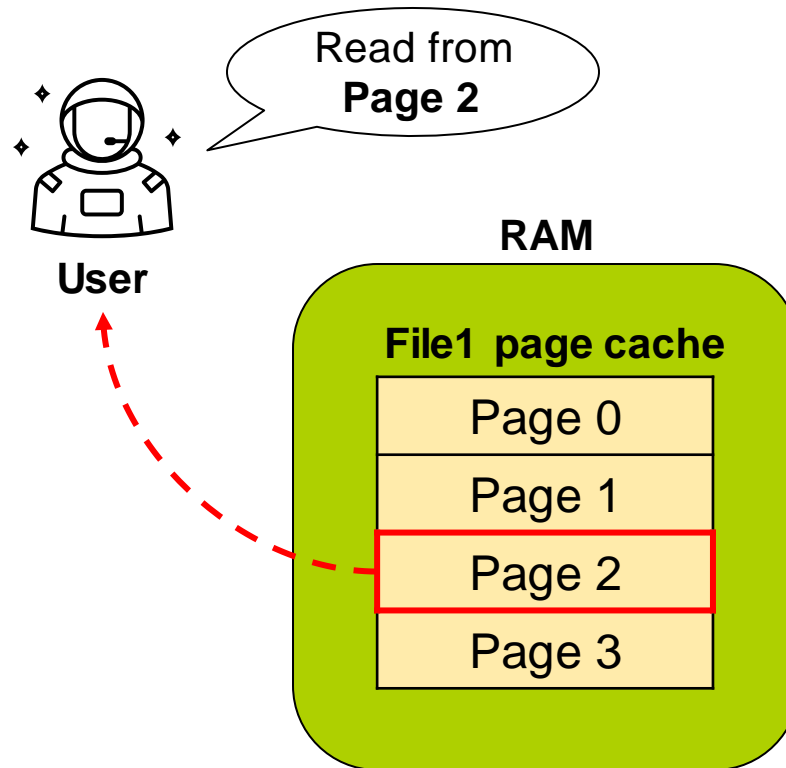 Read from
Page 2
User
RAM
File1 page cache
Page 0
Page 1
Page 2
Page 3